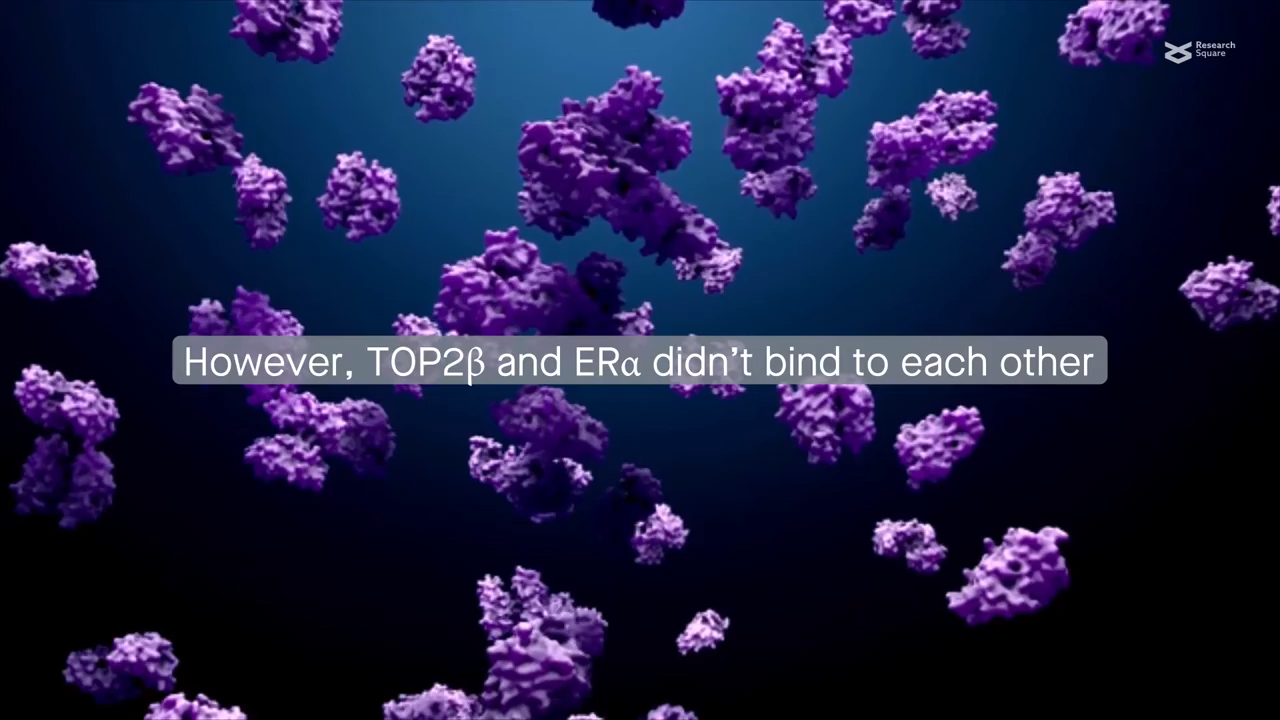 Research
Square
However, TOP2β and ERα didn’t bind to each other